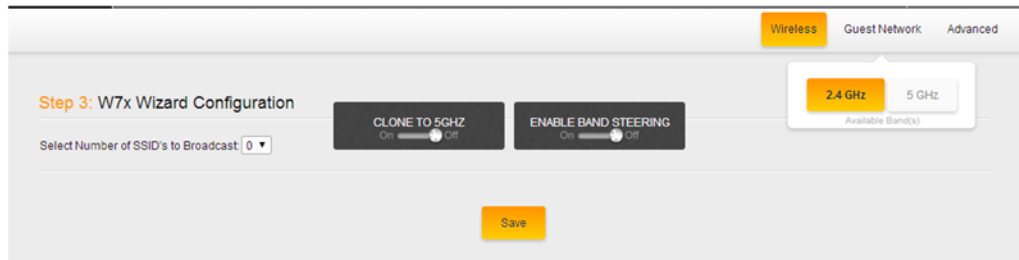 Wireless Guest Network Advanced
2.4 GHz 5 GHz
Available Band(s)
Step 3: W7x Wizard Configuration
CLONE TO 5GHZ
On Off
ENABLE BAND STEERING
On Off
Select Number of SSID's to Broadcast: 0
Save